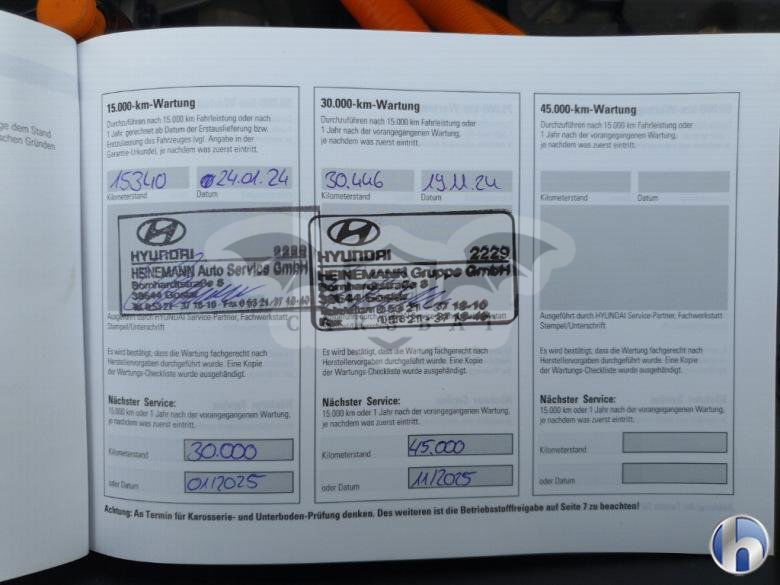 ge dem Stand
schen Gründen
15.000-km-Wartung
Durchzuführen nach 15.000 km Fahrleistung oder nach
1 Jahr gerechnet ab Datum der Erstauslieferung bzw.
Erstzulassung des Fahrzeuges (vgl. Angabe in der
Garantie-Urkunde), je nachdem was zuerst eintritt.
15340
24.01.24
Kilometerstand
Datum
HYUNDAI
2229
HEINEMANN Auto Service GmbH
Bornhardtstraße 8
38644 Goslar
Ausgeführt durch HYUNDAI Service-Partner, Fachwerkstatt
Stempel/Unterschrift
Es wird bestätigt, dass die Wartung fachgerecht nach
Herstellervorgaben durchgeführt wurde. Eine Kopie
der Wartungs-Checkliste wurde ausgehändigt.
Nächster Service:
15.000 km oder 1 Jahr nach der vorangegangenen Wartung,
je nachdem was zuerst eintritt.
Kilometerstand
30.000
oder Datum
01/2025
30.000-km-Wartung
Durchzuführen nach 15.000 km Fahrleistung oder
1 Jahr nach der vorangegangenen Wartung,
je nachdem was zuerst eintritt.
30.446
19.11.24
Kilometerstand
Datum
HYUNDAI
2229
HEINEMANN Gruppe GmbH
Bornhardtstraße 8
38644 Goslar
CARSBAT
Fachwerkstatt
Stempel/Unterschrift
Es wird bestätigt, dass die Wartung fachgerecht nach
Herstellervorgaben durchgeführt wurde. Eine Kopie
der Wartungs-Checkliste wurde ausgehändigt.
Nächster Service:
15.000 km oder 1 Jahr nach der vorangegangenen Wartung,
je nachdem was zuerst eintritt.
Kilometerstand
45.000
oder Datum
11/2025
45.000-km-Wartung
Durchzuführen nach 15.000 km Fahrleistung oder
1 Jahr nach der vorangegangenen Wartung,
je nachdem was zuerst eintritt.
Kilometerstand
Datum
Ausgeführt durch HYUNDAI Service-Partner, Fachwerkstatt
Stempel/Unterschrift
Es wird bestätigt, dass die Wartung fachgerecht nach
Herstellervorgaben durchgeführt wurde. Eine Kopie
der Wartungs-Checkliste wurde ausgehändigt.
Nächster Service:
15.000 km oder 1 Jahr nach der vorangegangenen Wartung,
je nachdem was zuerst eintritt.
Kilometerstand
oder Datum
Achtung: An Termin für Karosserie- und Unterboden-Prüfung denken. Des weiteren ist die Betriebsstofffreigabe auf Seite 7 zu beachten!
h